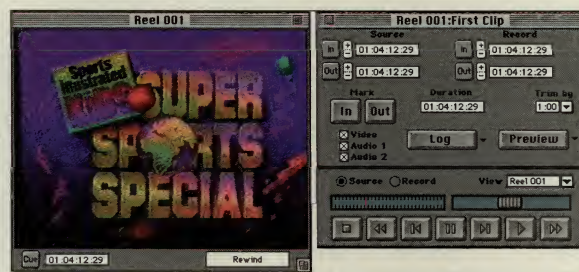 Reel 001
Sports
Illustrated
SUPER
SPORTS
SPECIAL
Cue 01:04:12:29 Rewind
Reel 001:First Clip
Source Record
In 01:04:12:29 In 01:04:12:29
Out 01:04:12:29 Out 01:04:12:29
Mark Duration Trim by
In Out 01:04:12:29 1:00
Video
Audio 1
Audio 2
Log Preview
Source Record View Reel 001